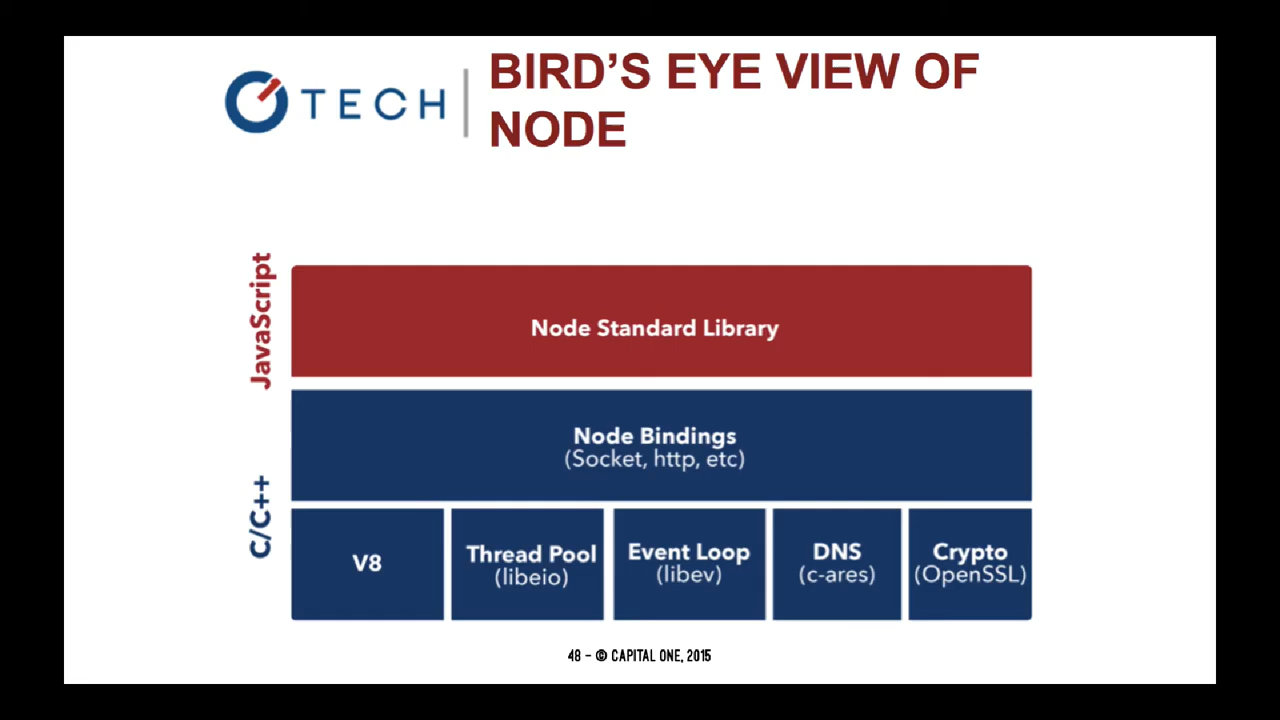 TECH
BIRD'S EYE VIEW OF
NODE
JavaScript
Node Standard Library
C/C++
Node Bindings
(Socket, http, etc)
V8
Thread Pool
(libeio)
Event Loop
(libev)
DNS
(c-ares)
Crypto
(OpenSSL)
48 – © CAPITAL ONE, 2015